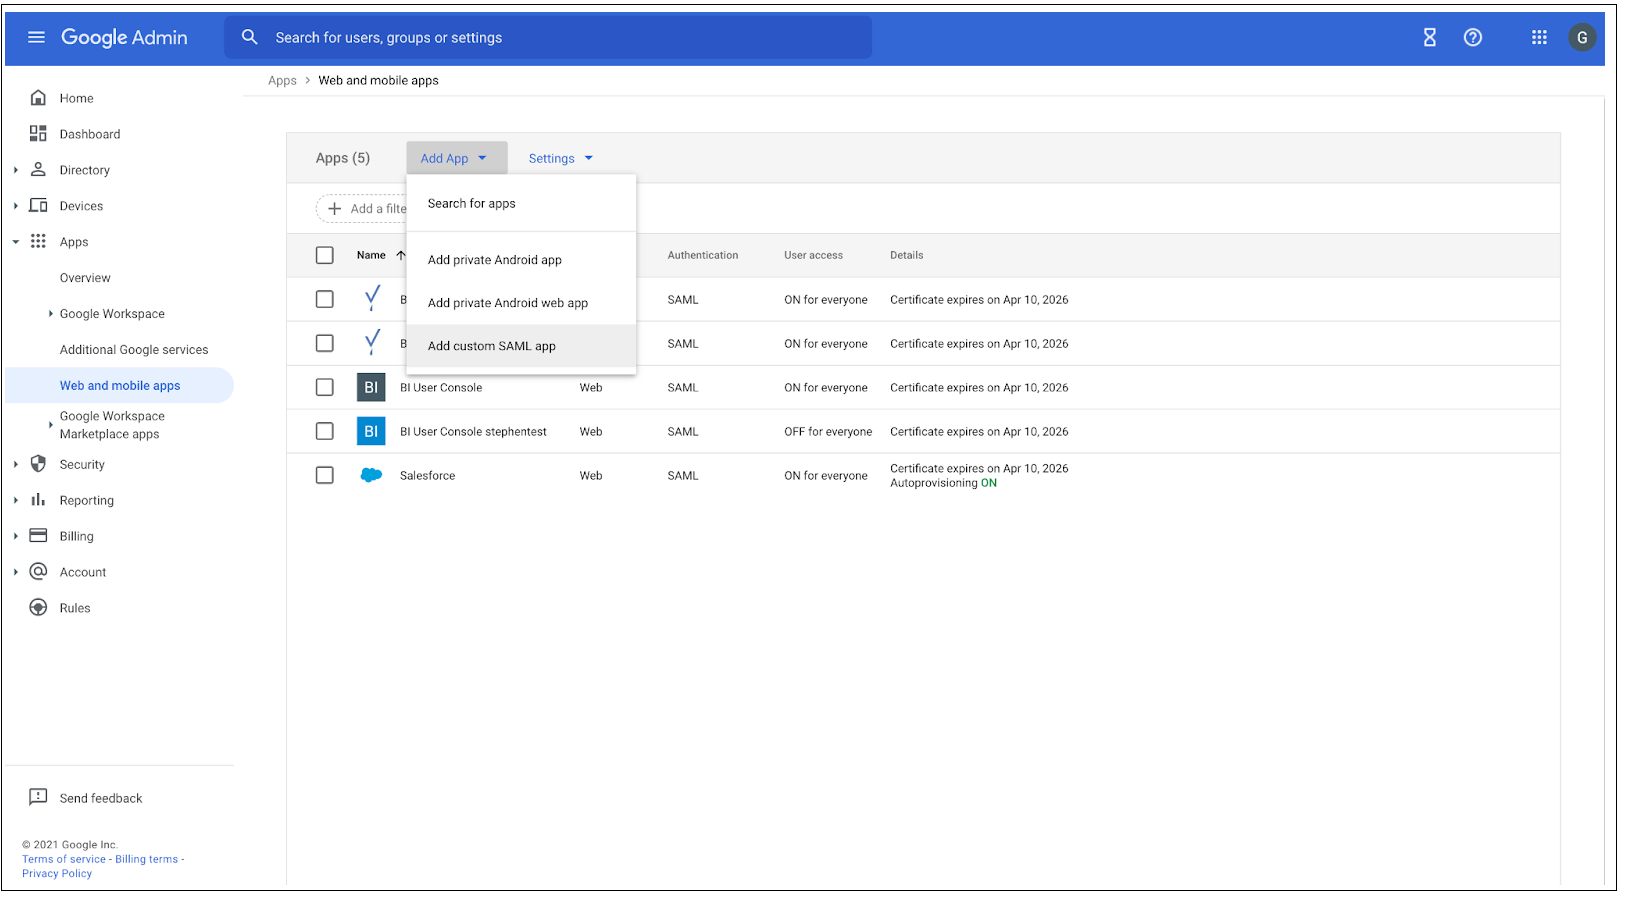 Google Admin
Search for users, groups or settings
G
Apps > Web and mobile apps
Home
Dashboard
Directory
Devices
Apps
Overview
Google Workspace
Additional Google services
Web and mobile apps
Google Workspace
Marketplace apps
Security
Reporting
Billing
Account
Rules
Send feedback
© 2021 Google Inc.
Terms of service - Billing terms -
Privacy Policy
Apps (5) Add App Settings
Add a filte
Search for apps
Add private Android app
Add private Android web app
Add custom SAML app
Name Authentication User access Details
B SAML ON for everyone Certificate expires on Apr 10, 2026
B SAML ON for everyone Certificate expires on Apr 10, 2026
BI BI User Console Web SAML ON for everyone Certificate expires on Apr 10, 2026
BI BI User Console stephentest Web SAML OFF for everyone Certificate expires on Apr 10, 2026
Salesforce Web SAML ON for everyone Certificate expires on Apr 10, 2026
Autoprovisioning ON